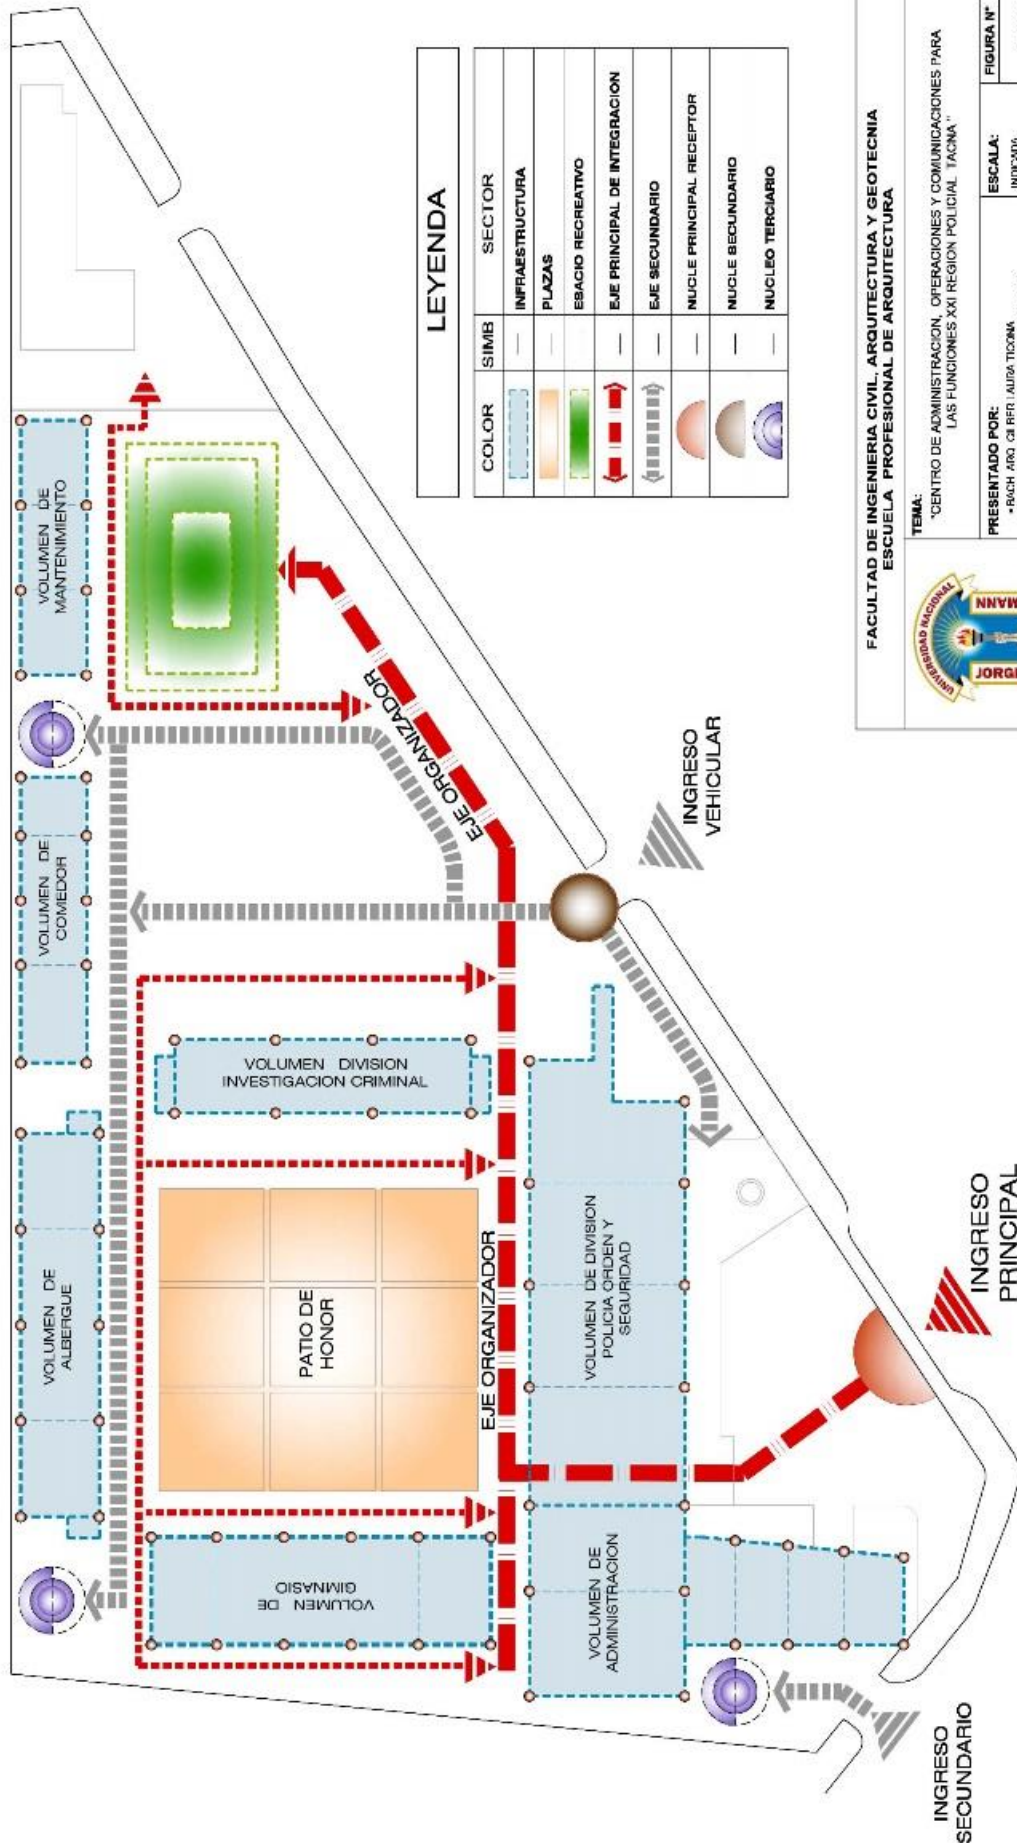 VOLUMEN DE
ALBERGUE
VOLUMEN DE
COMEDOR
VOLUMEN DE
MANTENIMIENTO
VOLUMEN DE
GIMNASIO
PATIO DE
HONOR
VOLUMEN DIVISION
INVESTIGACION CRIMINAL
EJE ORGANIZADOR
EJE ORGANIZADOR
VOLUMEN DE
ADMINISTRACION
VOLUMEN DE DIVISION
POLICIA ORDEN Y
SEGURIDAD
INGRESO
SECUNDARIO
INGRESO
PRINCIPAL
INGRESO
VEHICULAR
LEYENDA
COLOR SIMB SECTOR
INFRAESTRUCTURA
PLAZAS
ESACIO RECREATIVO
EJE PRINCIPAL DE INTEGRACION
EJE SECUNDARIO
NUCLE PRINCIPAL RECEPTOR
NUCLE SECUNDARIO
NUCLEO TERCIARIO
FACULTAD DE INGENIERIA CIVIL, ARQUITECTURA Y GEOTECNIA
ESCUELA PROFESIONAL DE ARQUITECTURA
UNIVERSIDAD NACIONAL
TEMA:
"CENTRO DE ADMINISTRACION, OPERACIONES Y COMUNICACIONES PARA
LAS FUNCIONES XXI REGION POLICIAL TACNA"
PRESENTADO POR:
ESCALA:
INDICADA
FIGURA N°